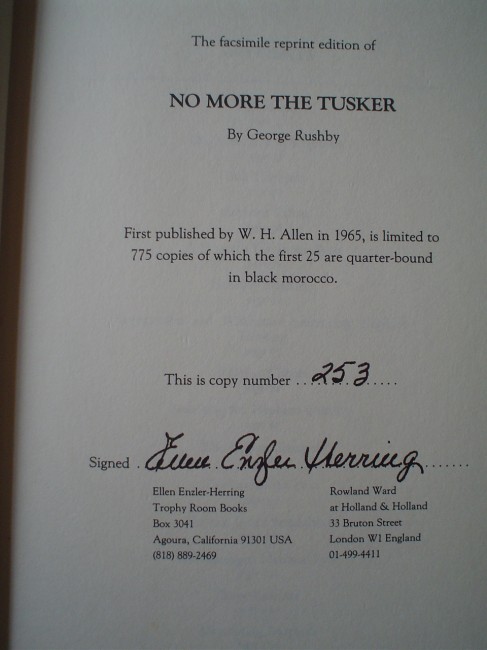 The facsimile reprint edition of
NO MORE THE TUSKER
By George Rushby
First published by W. H. Allen in 1965, is limited to
775 copies of which the first 25 are quarter-bound
in black morocco.
This is copy number ..253.....
Signed . Ellen Enzler Herring .......
Ellen Enzler-Herring
Trophy Room Books
Box 3041
Agoura, California 91301 USA
(818) 889-2469
Rowland Ward
at Holland & Holland
33 Bruton Street
London W1 England
01-499-4411